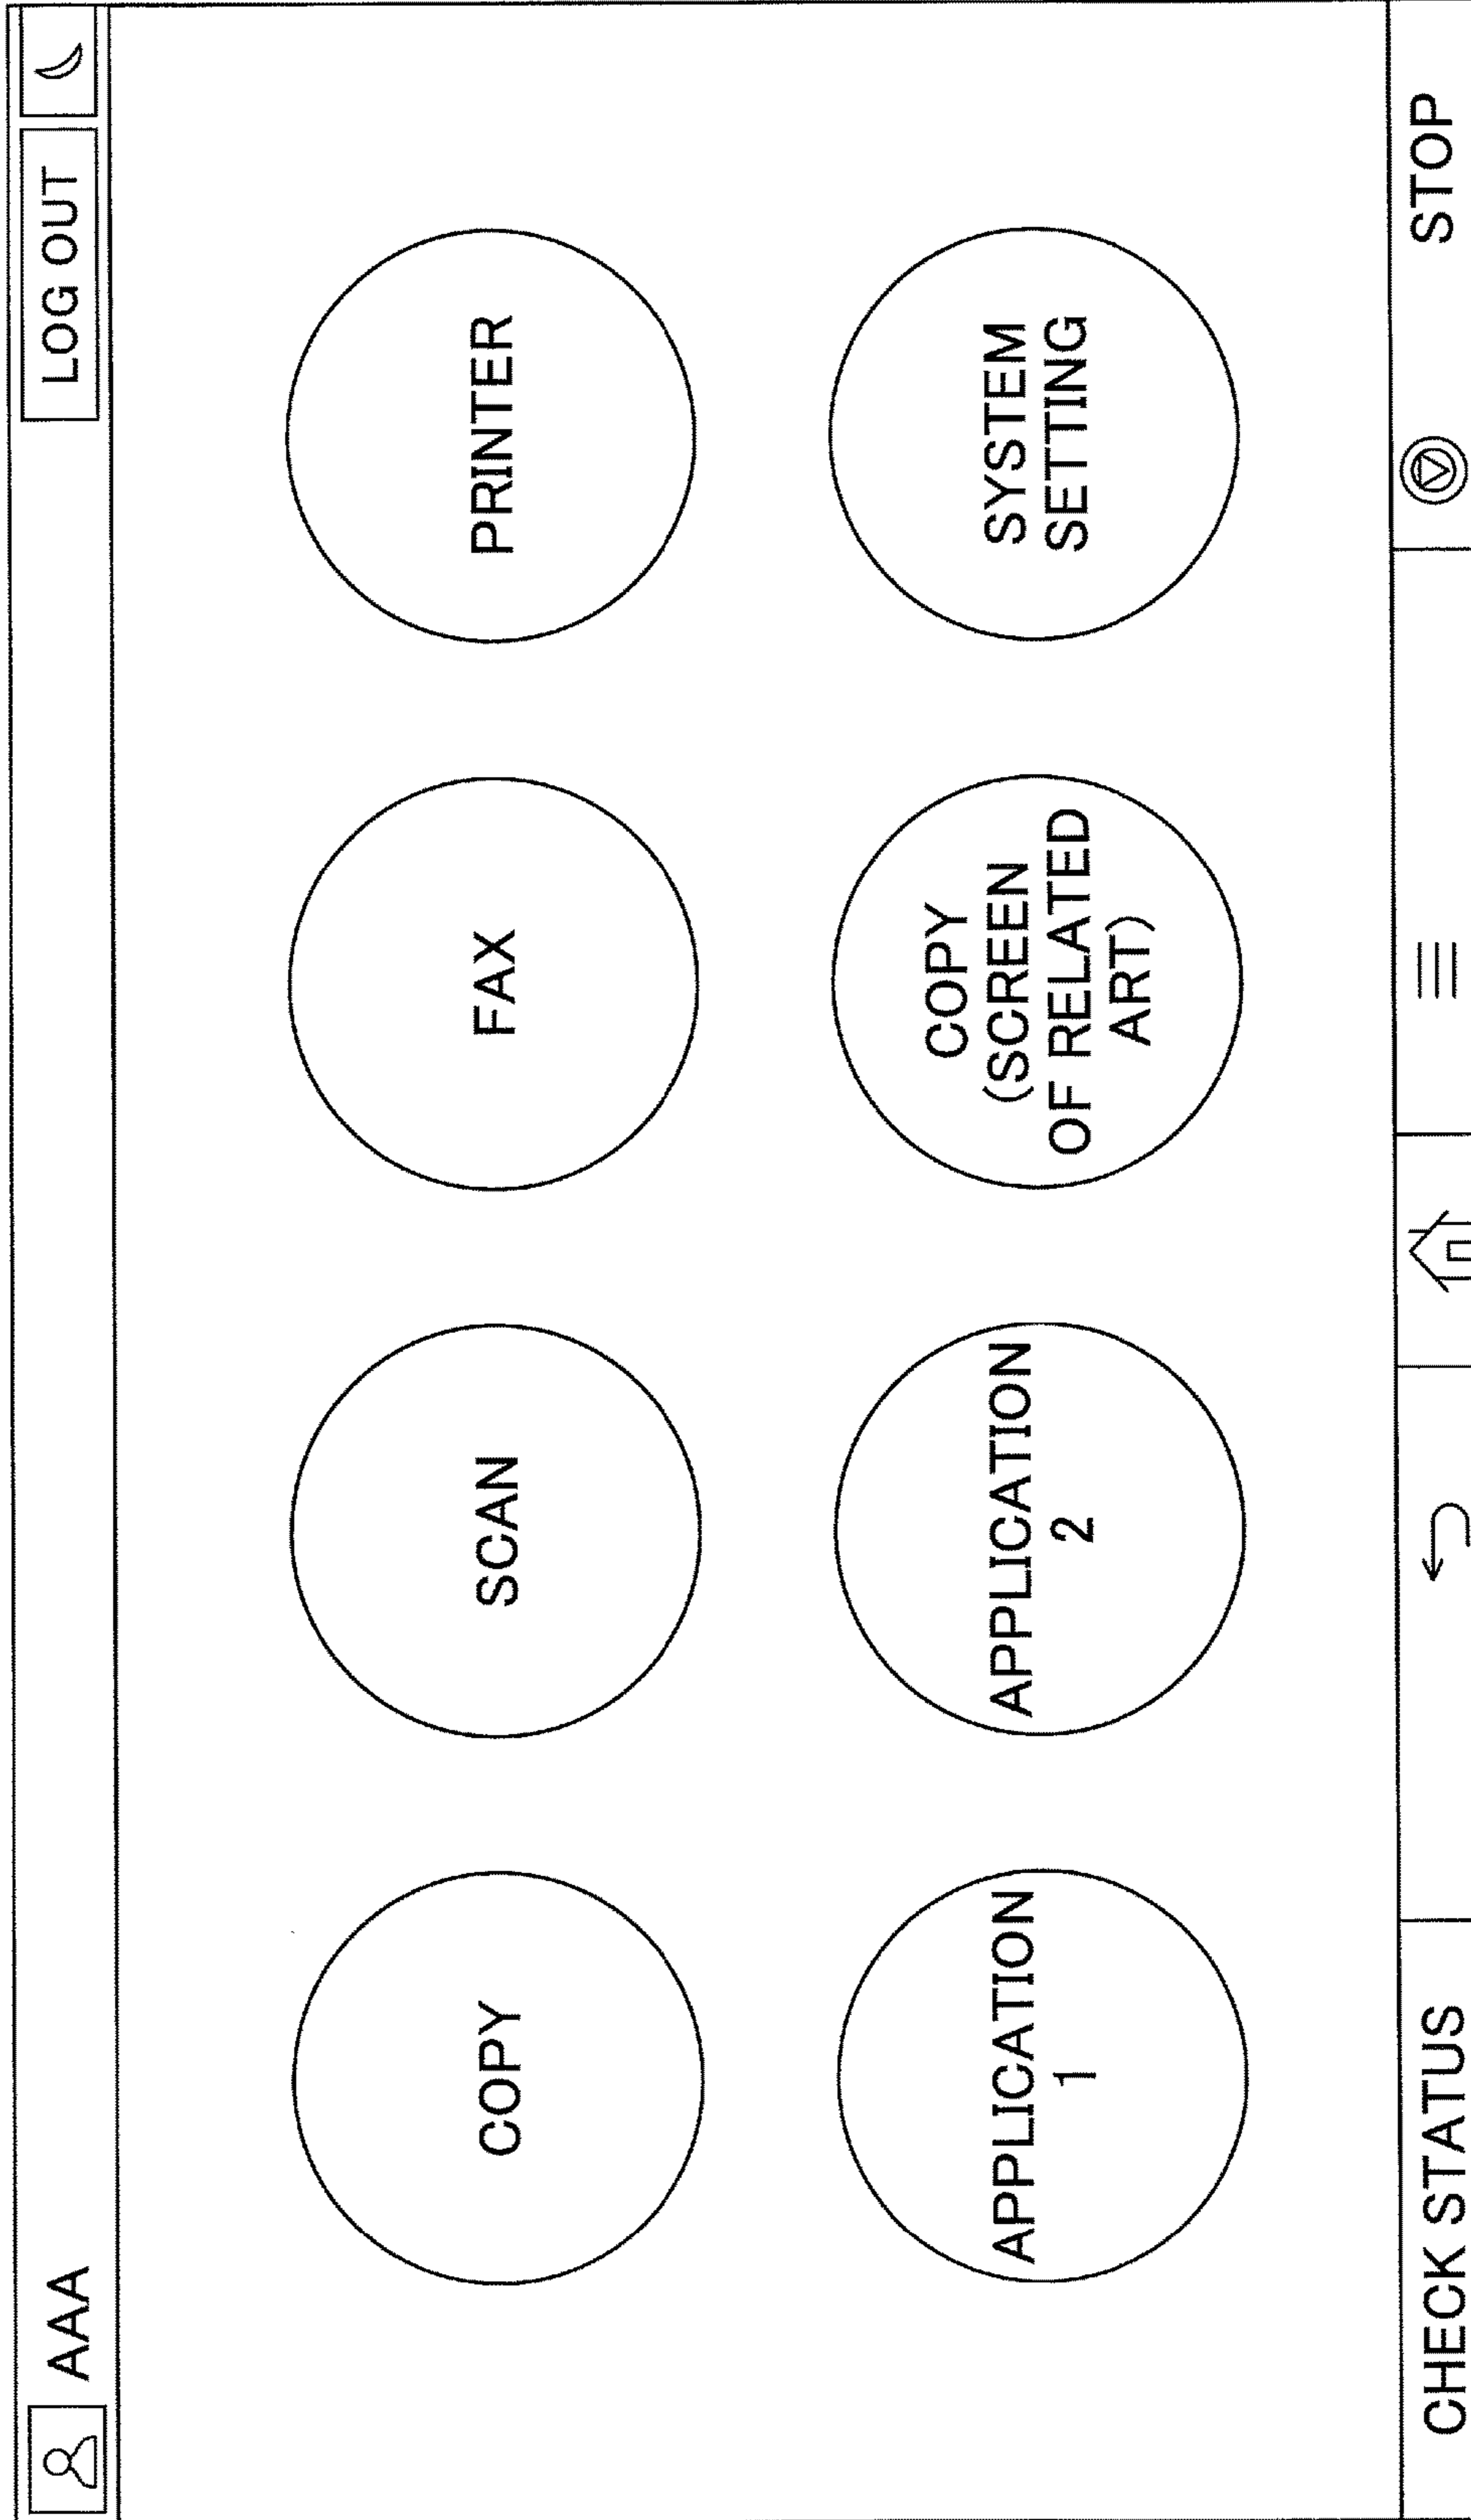 AAA
LOG OUT
COPY
SCAN
FAX
PRINTER
APPLICATION
1
APPLICATION
2
COPY
(SCREEN
OF RELATED
ART)
SYSTEM
SETTING
CHECK STATUS
STOP